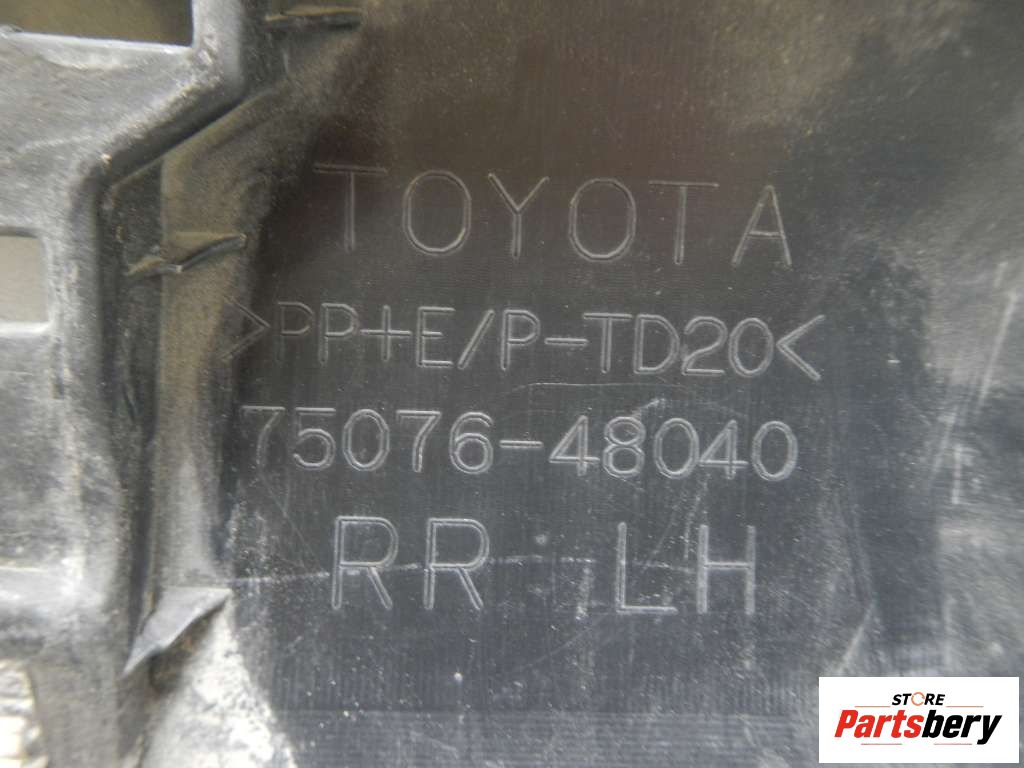 TOYOTA
>PP+E/P-TD20<
75076-48040
RR LH
STORE
Partsbery